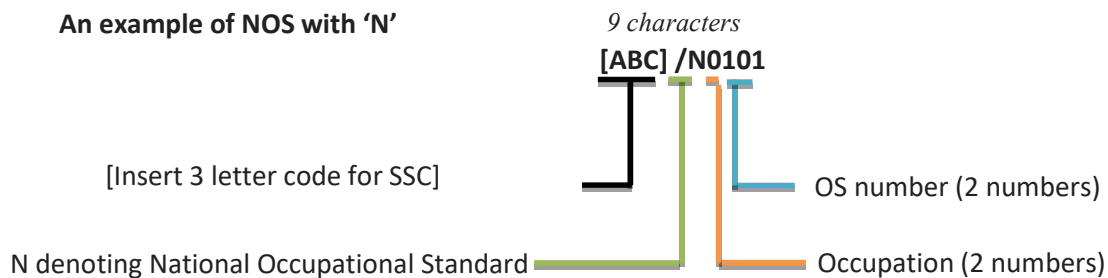 An example of NOS with ‘N’
9 characters
[ABC] /N0101
[Insert 3 letter code for SSC]
OS number (2 numbers)
N denoting National Occupational Standard
Occupation (2 numbers)